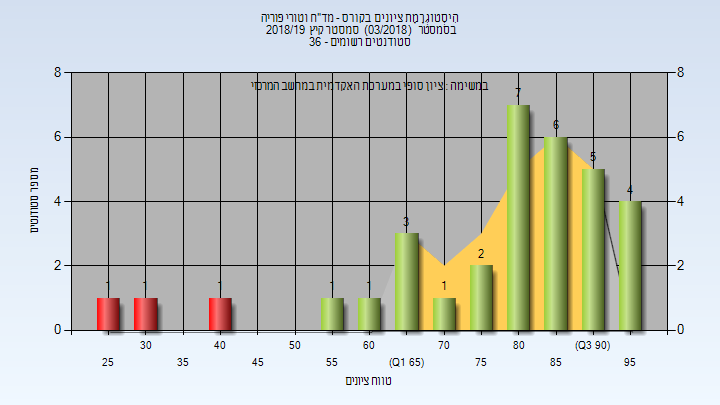 היסטוגרמת ציונים בקורס - מד"ח וטורי פוריה
בסמסטר (03/2018) סמסטר קיץ 2018/19
סטודנטים רשומים - 36
במשימה : ציון סופי במערכת האקדמית במחשב המרכזי
מספר סטודנטים
8 6 4 2 0
8 6 4 2 0
1 1 1 1 1 3 1 2 7 6 5 4
30 40 50 60 70 80 (Q3 90)
25 35 45 55 (Q1 65) 75 85 95
טווח ציונים